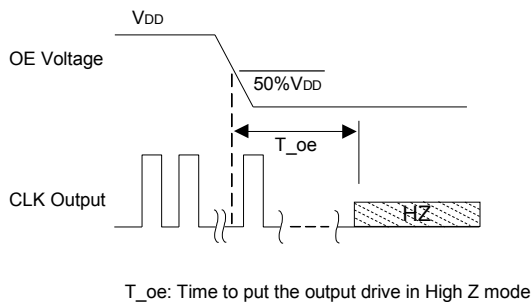 VDD
OE Voltage
50%VDD
T_oe
CLK Output
HZ
T_oe: Time to put the output drive in High Z mode